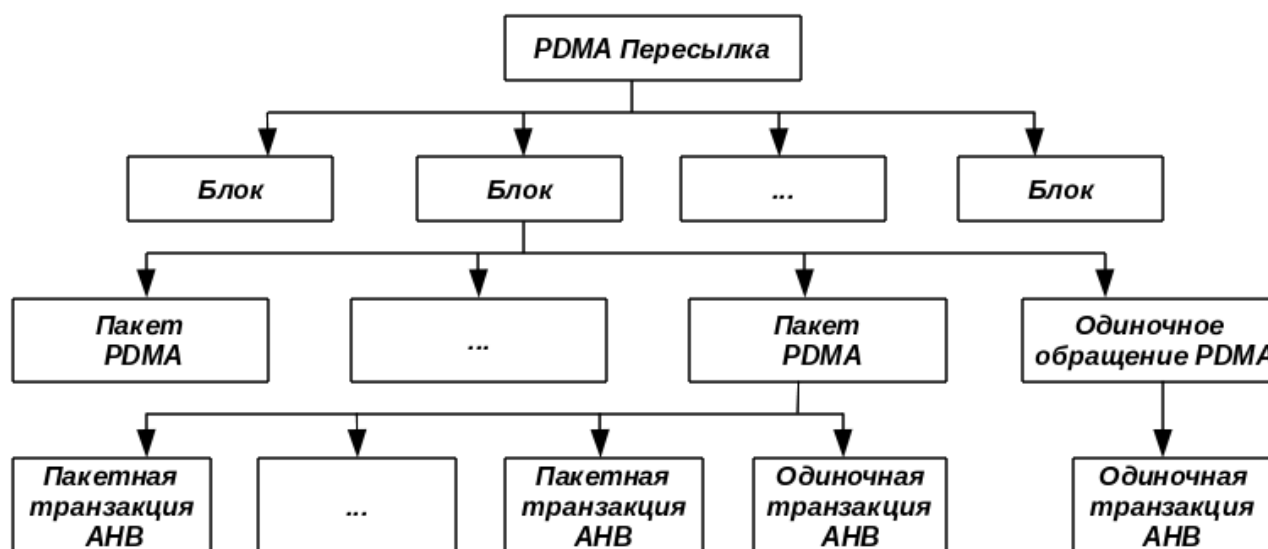 PDMA Пересылка
Блок
Блок
...
Блок
Пакет
PDMA
...
Пакет
PDMA
Одиночное
обращение PDMA
Пакетная
транзакция
AHB
...
Пакетная
транзакция
AHB
Одиночная
транзакция
AHB
Одиночная
транзакция
AHB